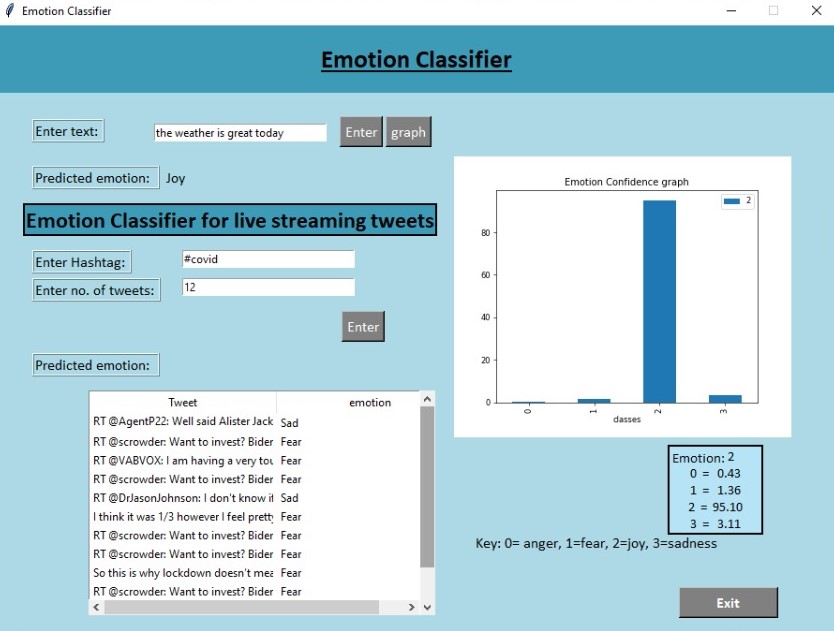 Emotion Classifier
Emotion Classifier
Enter text: the weather is great today Enter graph
Predicted emotion: Joy
Emotion Classifier for live streaming tweets
Enter Hashtag: #covid
Enter no. of tweets: 12
Enter
Predicted emotion:
Tweet emotion
RT @AgentP22: Well said Alister Jack Sad
RT @scrowder: Want to invest? Biden Fear
RT @VABVOX: I am having a very tou Fear
RT @scrowder: Want to invest? Biden Fear
RT @DrJasonJohnson: I don't know if Sad
I think it was 1/3 however I feel pretty Fear
RT @scrowder: Want to invest? Biden Fear
RT @scrowder: Want to invest? Biden Fear
So this is why lockdown doesn't mea Fear
RT @scrowder: Want to invest? Biden Fear
Emotion Confidence graph
2
80
60
40
20
0
0 1 2 3
classes
Emotion: 2
0 = 0.43
1 = 1.36
2 = 95.10
3 = 3.11
Key: 0= anger, 1=fear, 2=joy, 3=sadness
Exit